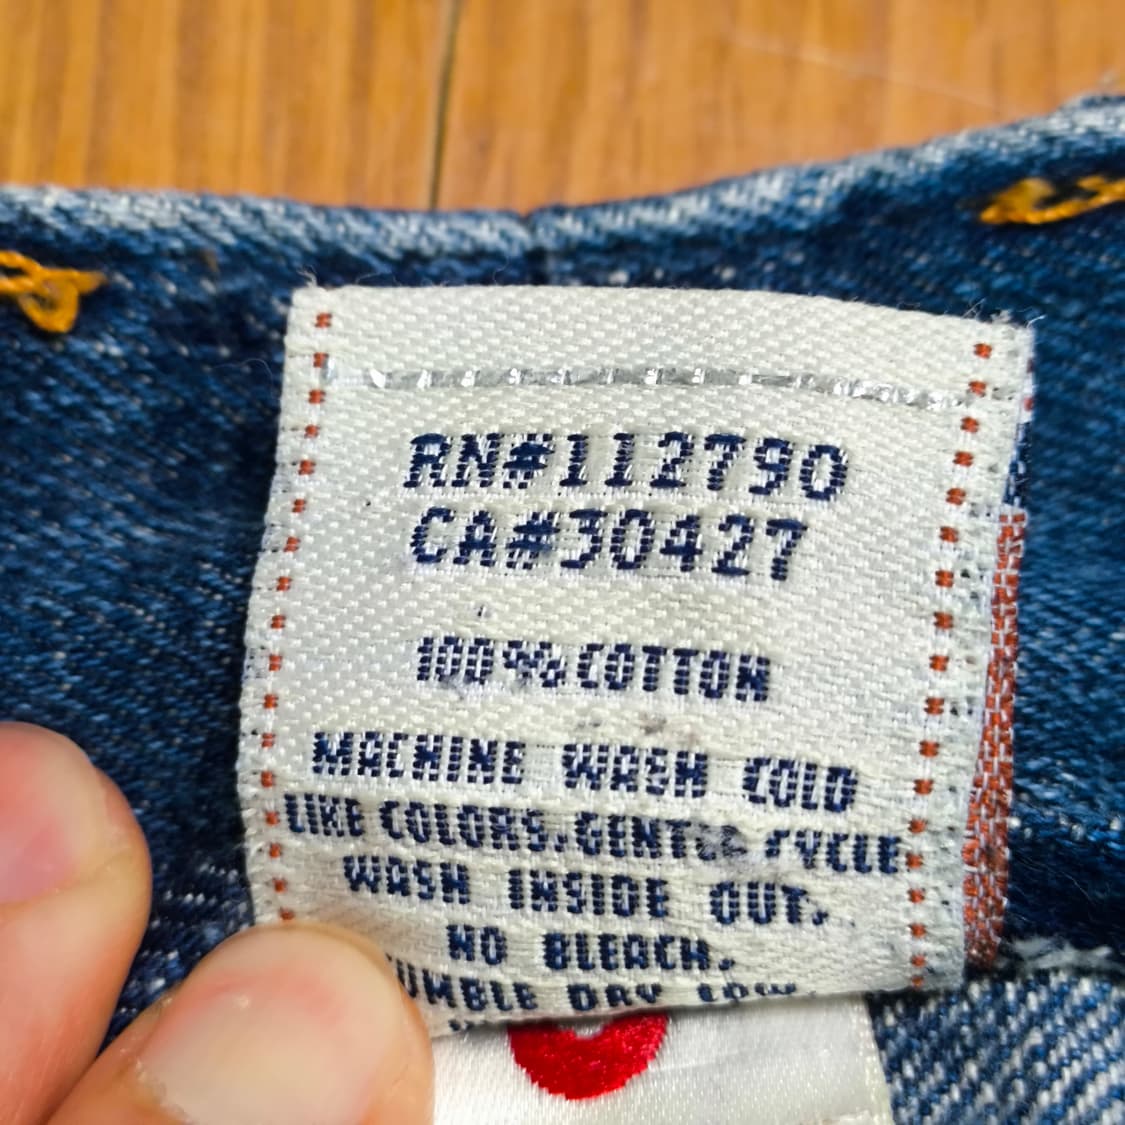 RN#112790
CA#30427
100% COTTON
MACHINE WASH COLD
LIKE COLORS,GENTLE CYCLE
WASH INSIDE OUT.
NO BLEACH.
TUMBLE DRY LOW.